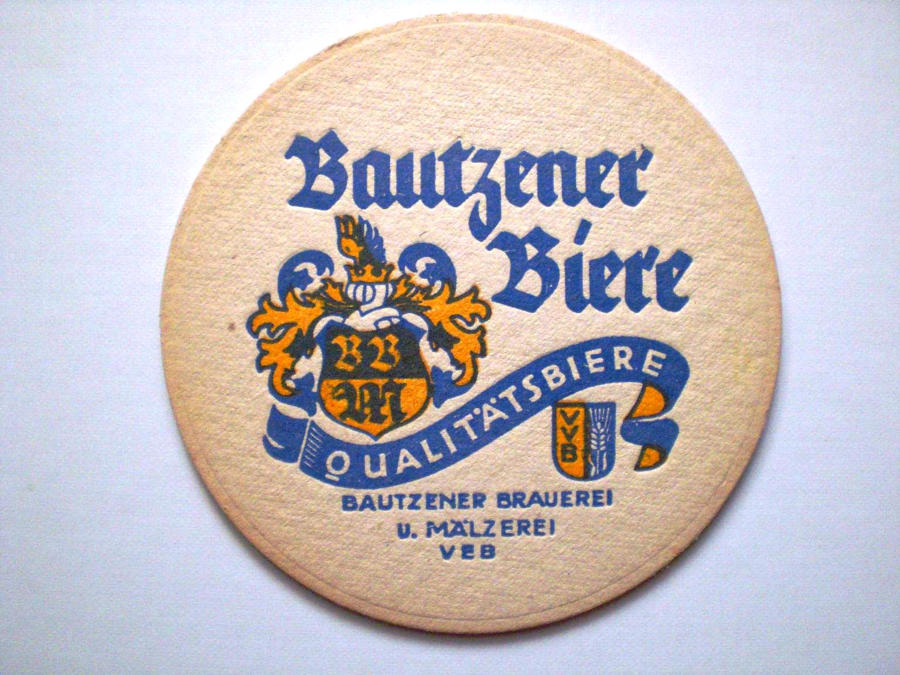 Bautzener
Biere
BB
M
QUALITÄTSBIERE
VVB
BAUTZENER BRAUEREI
U. MÄLZEREI
VEB